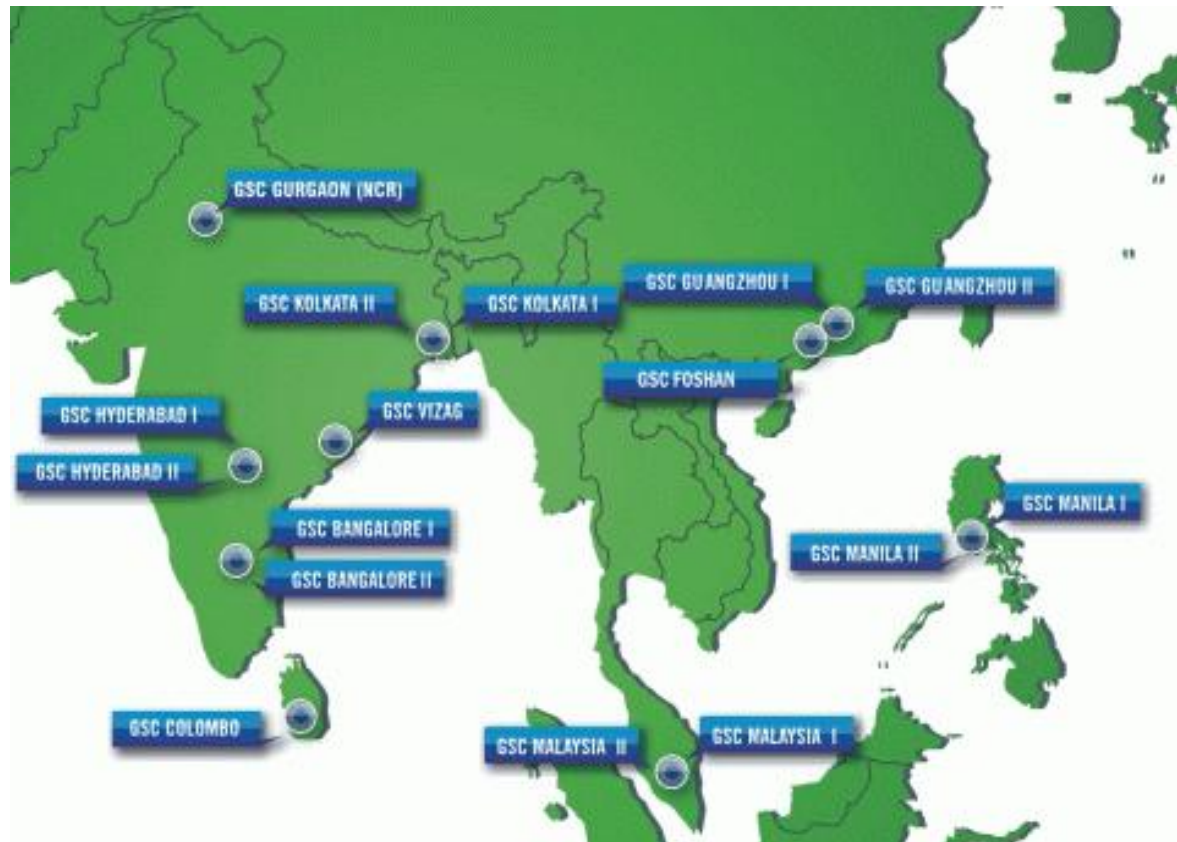 GSC GURGAON (NCR)
GSC KOLKATA II
GSC KOLKATA I
GSC GUANGZHOU I
GSC GUANGZHOU II
GSC FOSHAN
GSC HYDERABAD I
GSC VIZAG
GSC HYDERABAD II
GSC MANILA I
GSC BANGALORE I
GSC MANILA II
GSC BANGALORE II
GSC COLOMBO
GSC MALAYSIA II
GSC MALAYSIA I